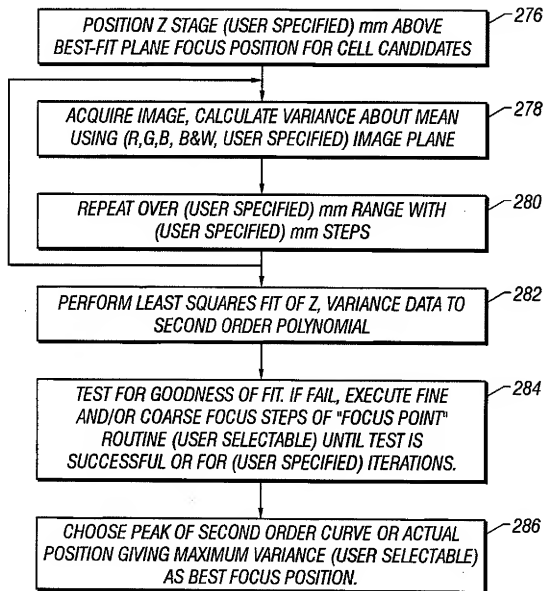 POSITION Z STAGE (USER SPECIFIED) mm ABOVE
BEST-FIT PLANE FOCUS POSITION FOR CELL CANDIDATES
276
ACQUIRE IMAGE, CALCULATE VARIANCE ABOUT MEAN
USING (R,G,B, B&W, USER SPECIFIED) IMAGE PLANE
278
REPEAT OVER (USER SPECIFIED) mm RANGE WITH
(USER SPECIFIED) mm STEPS
280
PERFORM LEAST SQUARES FIT OF Z, VARIANCE DATA TO
SECOND ORDER POLYNOMIAL
282
TEST FOR GOODNESS OF FIT. IF FAIL, EXECUTE FINE
AND/OR COARSE FOCUS STEPS OF "FOCUS POINT"
ROUTINE (USER SELECTABLE) UNTIL TEST IS
SUCCESSFUL OR FOR (USER SPECIFIED) ITERATIONS.
284
CHOOSE PEAK OF SECOND ORDER CURVE OR ACTUAL
POSITION GIVING MAXIMUM VARIANCE (USER SELECTABLE)
AS BEST FOCUS POSITION.
286